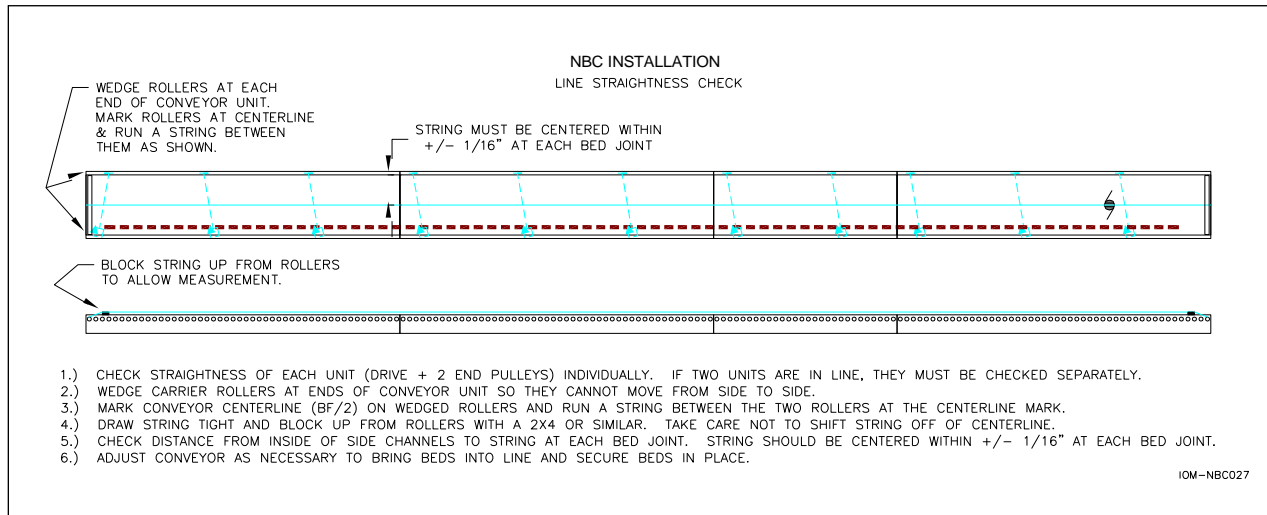 NBC INSTALLATION
LINE STRAIGHTNESS CHECK
WEDGE ROLLERS AT EACH
END OF CONVEYOR UNIT.
MARK ROLLERS AT CENTERLINE
& RUN A STRING BETWEEN
THEM AS SHOWN.
STRING MUST BE CENTERED WITHIN
+/- 1/16" AT EACH BED JOINT
BLOCK STRING UP FROM ROLLERS
TO ALLOW MEASUREMENT.
1.) CHECK STRAIGHTNESS OF EACH UNIT (DRIVE + 2 END PULLEYS) INDIVIDUALLY. IF TWO UNITS ARE IN LINE, THEY MUST BE CHECKED SEPARATELY.
2.) WEDGE CARRIER ROLLERS AT ENDS OF CONVEYOR UNIT SO THEY CANNOT MOVE FROM SIDE TO SIDE.
3.) MARK CONVEYOR CENTERLINE (BF/2) ON WEDGED ROLLERS AND RUN A STRING BETWEEN THE TWO ROLLERS AT THE CENTERLINE MARK.
4.) DRAW STRING TIGHT AND BLOCK UP FROM ROLLERS WITH A 2X4 OR SIMILAR. TAKE CARE NOT TO SHIFT STRING OFF OF CENTERLINE.
5.) CHECK DISTANCE FROM INSIDE OF SIDE CHANNELS TO STRING AT EACH BED JOINT. STRING SHOULD BE CENTERED WITHIN +/- 1/16" AT EACH BED JOINT.
6.) ADJUST CONVEYOR AS NECESSARY TO BRING BEDS INTO LINE AND SECURE BEDS IN PLACE.
IOM-NBC027